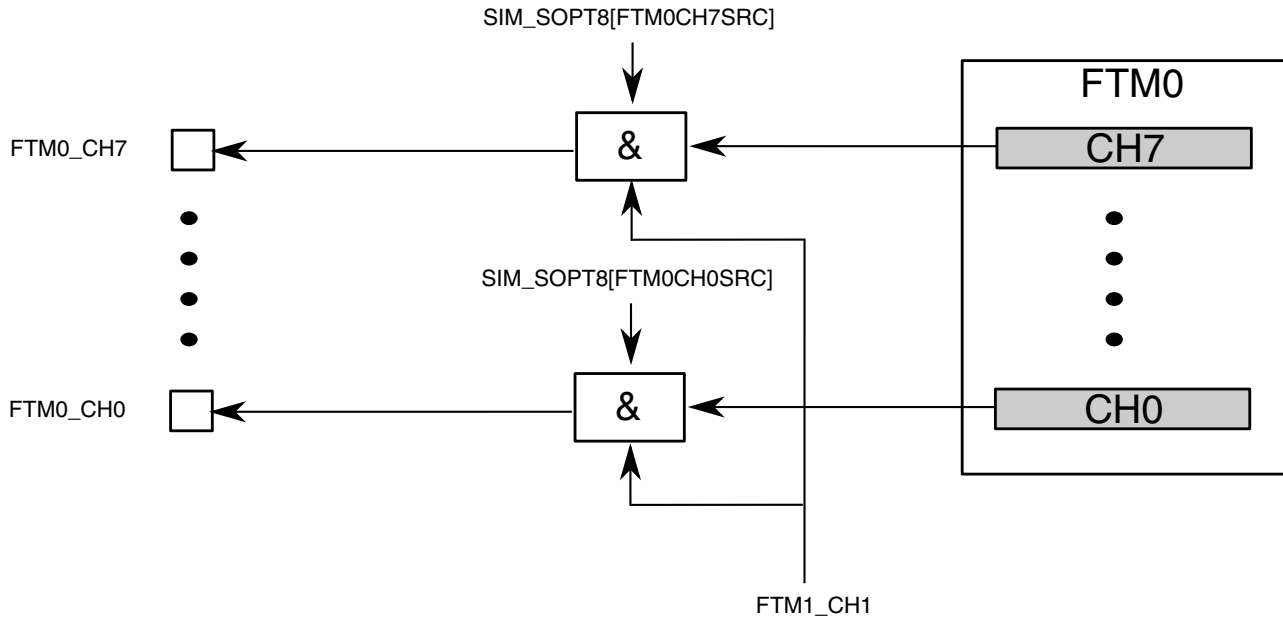 SIM_SOPT8[FTM0CH7SRC]
FTM0
FTM0_CH7
&
CH7
SIM_SOPT8[FTM0CH0SRC]
FTM0_CH0
&
CH0
FTM1_CH1